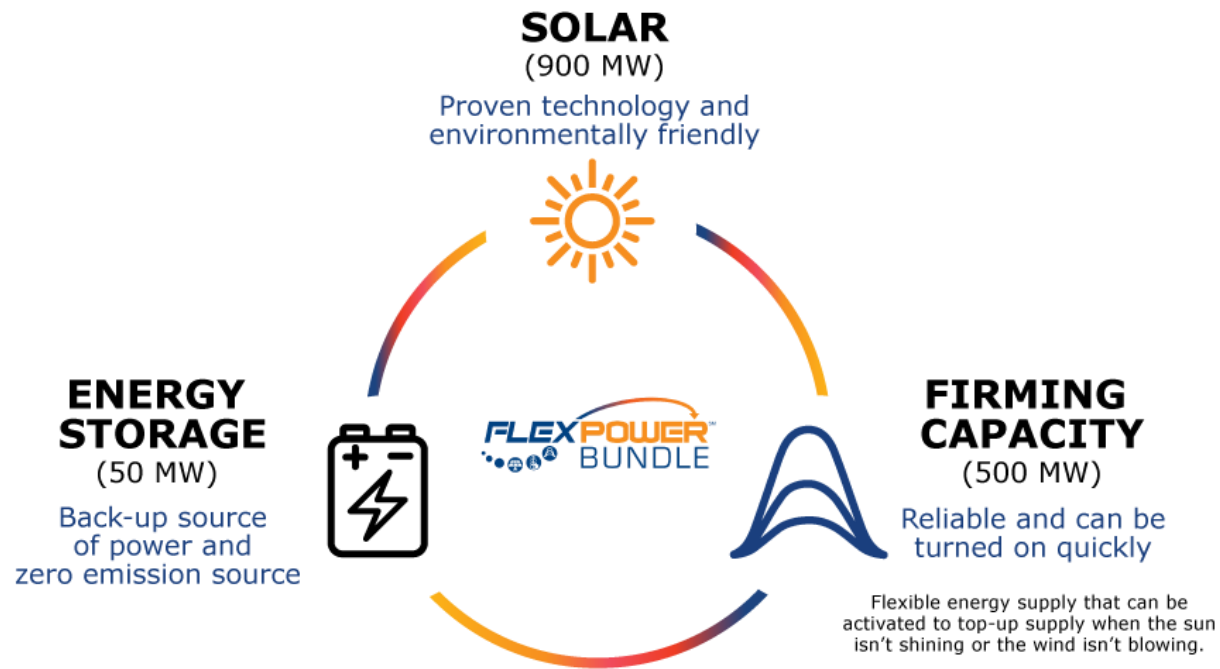 SOLAR
(900 MW)
Proven technology and
environmentally friendly
ENERGY
STORAGE
(50 MW)
Back-up source
of power and
zero emission source
FLEXPOWER℠
BUNDLE
FIRMING
CAPACITY
(500 MW)
Reliable and can be
turned on quickly
Flexible energy supply that can be
activated to top-up supply when the sun
isn't shining or the wind isn't blowing.